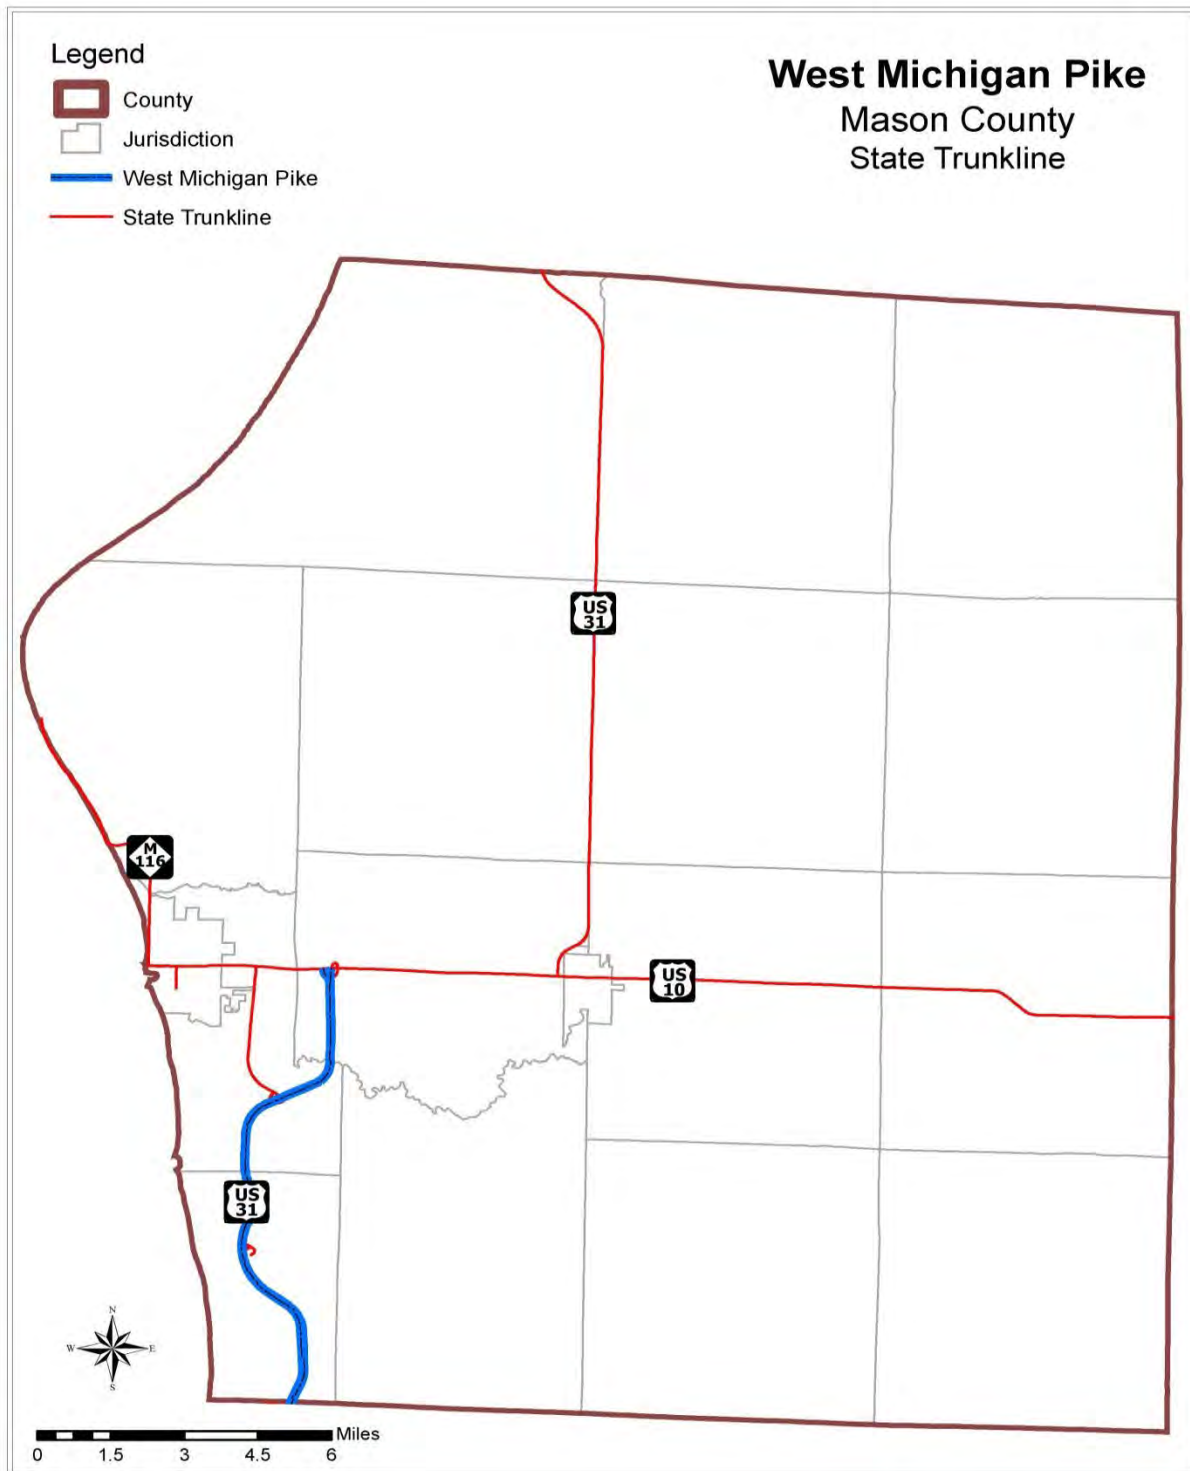 Legend
County
Jurisdiction
West Michigan Pike
State Trunkline
West Michigan Pike
Mason County
State Trunkline
US
31
M
116
US
10
US
31
N
W E
S
Miles
0 1.5 3 4.5 6